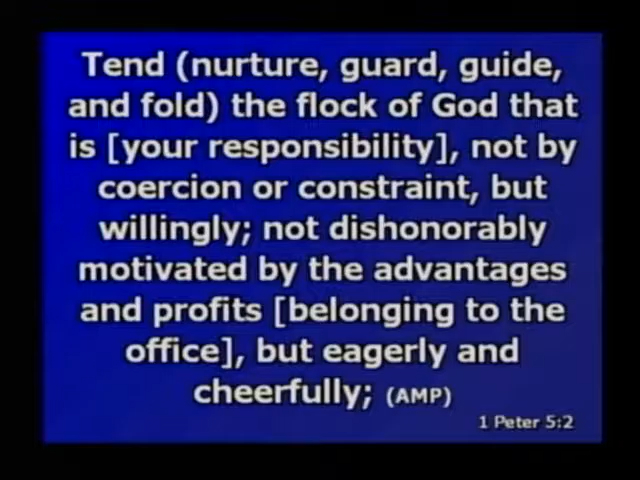 Tend (nurture, guard, guide,
and fold) the flock of God that
is [your responsibility], not by
coercion or constraint, but
willingly; not dishonorably
motivated by the advantages
and profits [belonging to the
office], but eagerly and
cheerfully; (AMP)
1 Peter 5:2